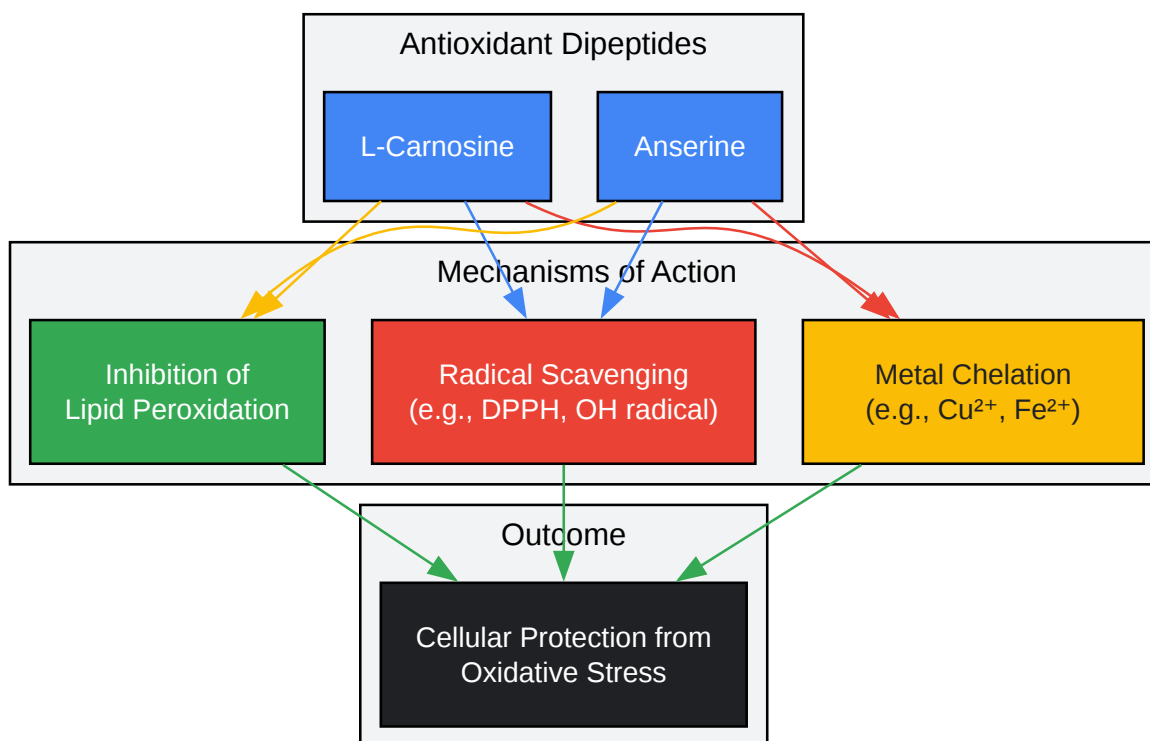 Antioxidant Dipeptides
L-Carnosine
Anserine
Mechanisms of Action
Inhibition of
Lipid Peroxidation
Radical Scavenging
(e.g., DPPH, OH radical)
Metal Chelation
(e.g., Cu²⁺, Fe²⁺)
Outcome
Cellular Protection from
Oxidative Stress